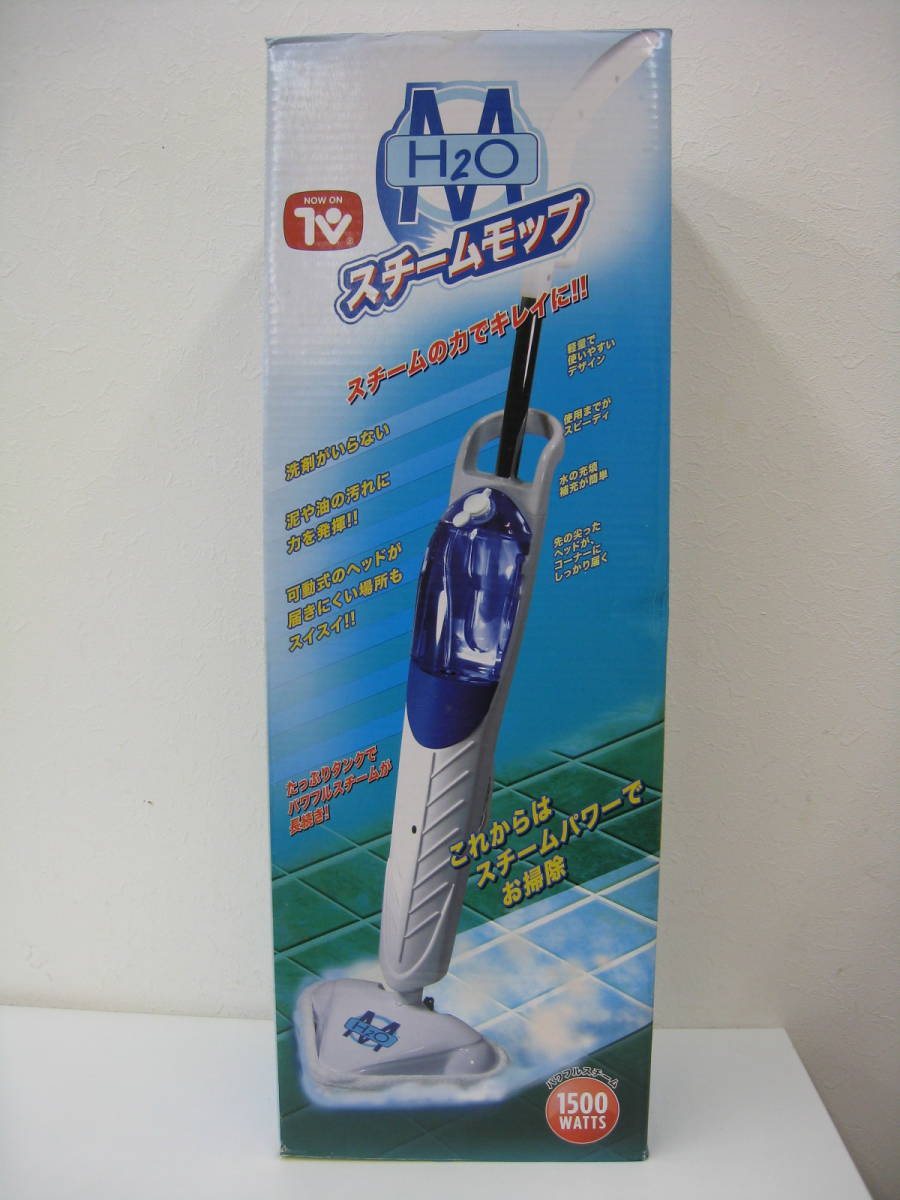 M
H2O
NOW ON
TV
スチームモップ
スチームの力でキレイに!!
洗剤がいらない
泥や油の汚れに
力を発揮!!
可動式のヘッドが
届きにくい場所も
スイスイ!!
軽量で
使いやすい
デザイン
使用までが
スピーディ
水の充填
補充が簡単
先の尖った
ヘッドが、
コーナーに
しっかり届く
たっぷりタンクで
パワフルスチームが
長続き!
これからは
スチームパワーで
お掃除
M
H2O
パワフルスチーム
1500
WATTS